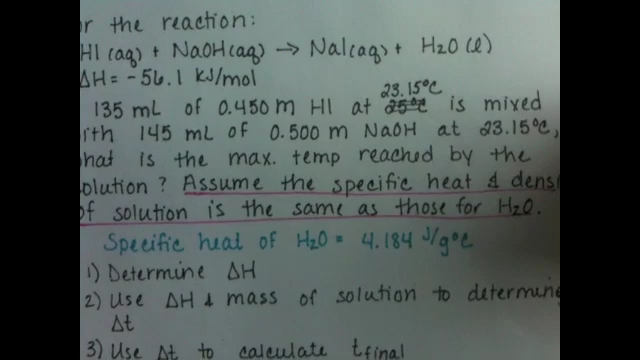 or the reaction:
HI (aq) + NaOH(aq) → NaI(aq) + H2O (l)
ΔH = -56.1 KJ/mol
23.15°C
135 mL of 0.450 m HI at 25°C is mixed
ith 145 mL of 0.500 m NaOH at 23.15°C,
hat is the max. temp reached by the
olution? Assume the specific heat & densi
of solution is the same as those for H2O.
Specific heat of H2O = 4.184 J/g°C
1) Determine ΔH
2) Use ΔH & mass of solution to determine
Δt
3) Use Δt to calculate tfinal